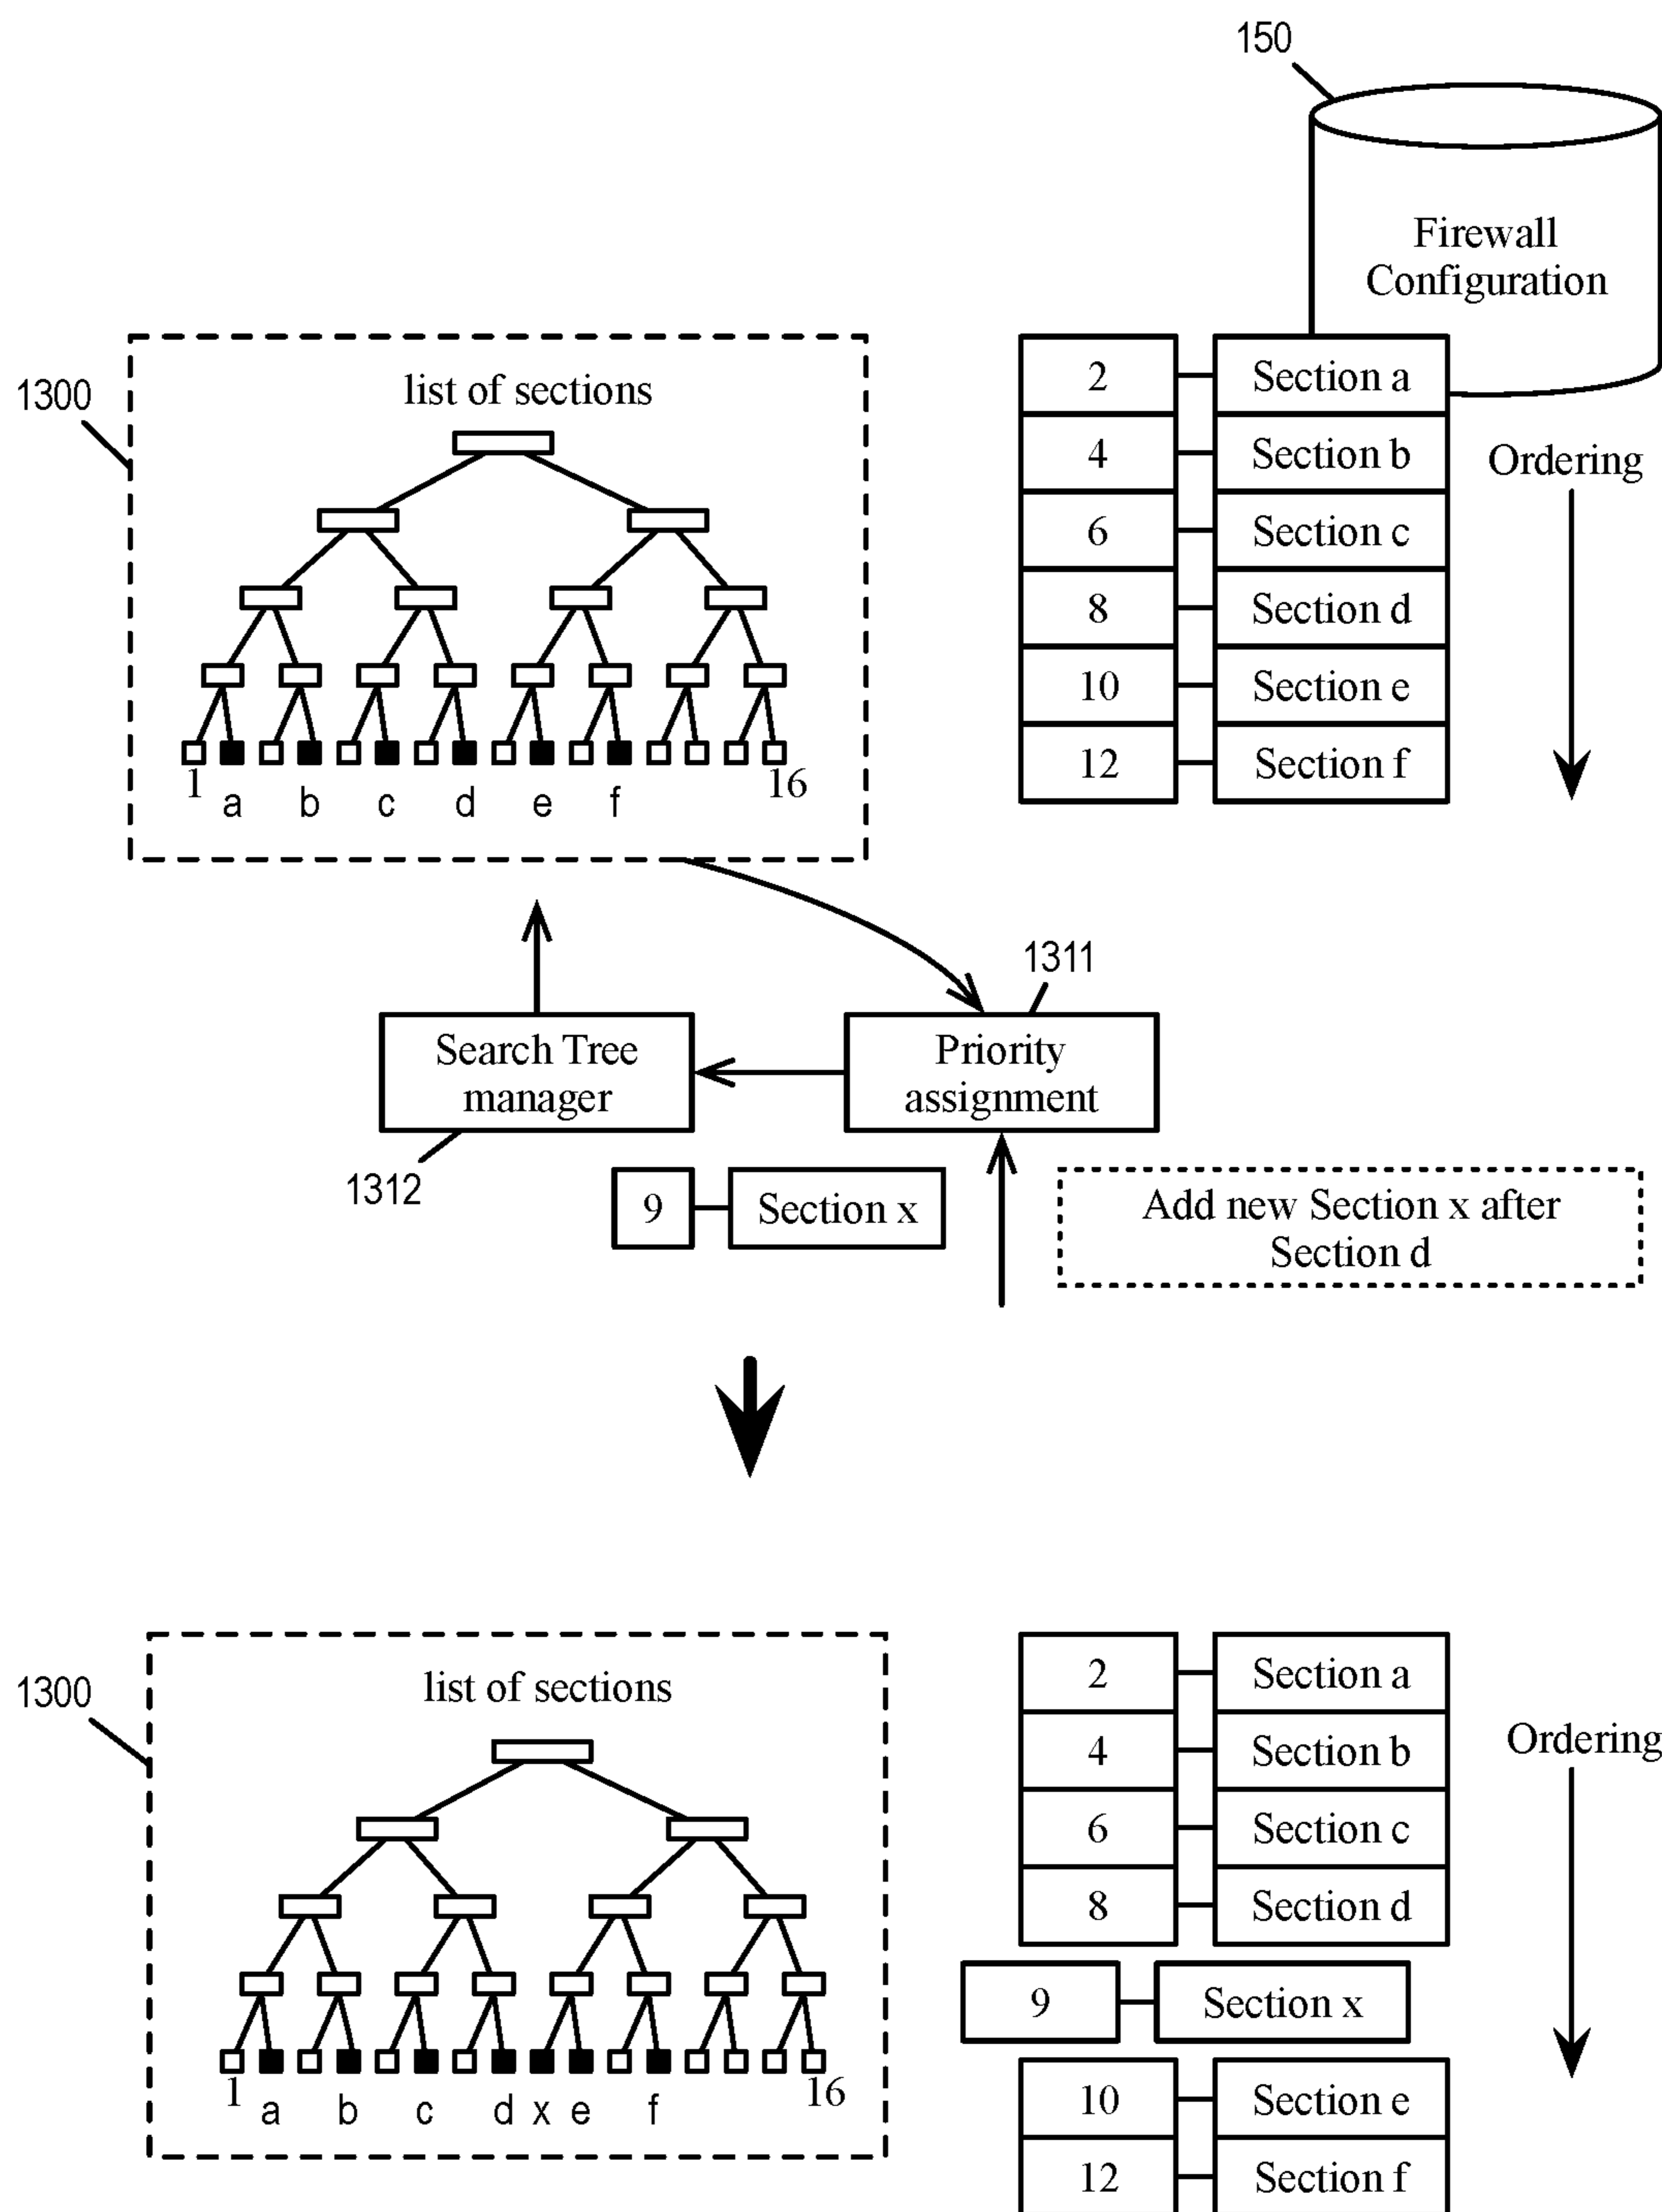 150
Firewall
Configuration
1300
list of sections
1
16
a
b
c
d
e
f
2
Section a
4
Section b
6
Section c
8
Section d
10
Section e
12
Section f
Ordering
1311
Search Tree
manager
Priority
assignment
1312
9
Section x
Add new Section x after
Section d
1300
list of sections
1
16
a
b
c
d
x
e
f
2
Section a
4
Section b
6
Section c
8
Section d
9
Section x
10
Section e
12
Section f
Ordering